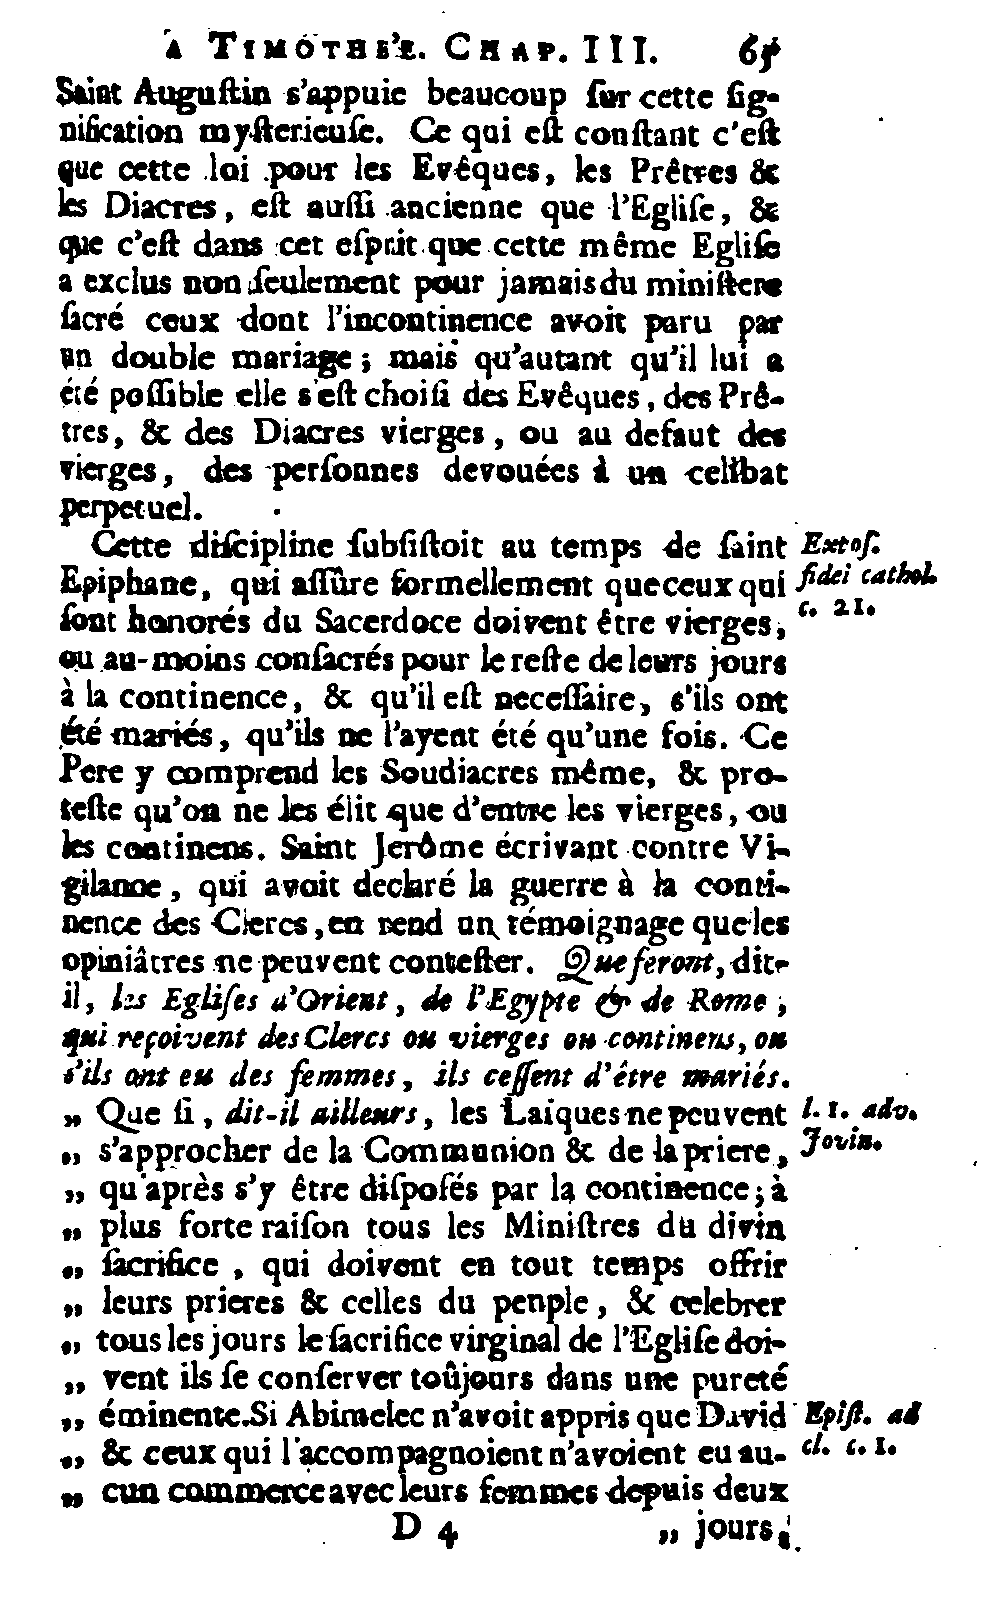 A TIMOTHE'E. CHAP. III. 65
Saint Auguſtin s'appuie beaucoup ſur cette ſig-
nification myſterieuſe. Ce qui eſt conſtant c'eſt
que cette loi pour les Evêques, les Prêtres &
les Diacres, eſt auſſi ancienne que l'Egliſe, &
que c'eſt dans cet eſprit que cette même Egliſe
a exclus non ſeulement pour jamais du miniſtere
ſacré ceux dont l'incontinence avoit paru par
un double mariage ; mais qu'autant qu'il lui a
été poſſible elle s'eſt choiſi des Evêques, des Prê-
tres, & des Diacres vierges, ou au defaut des
vierges, des perſonnes devouées à un celibat
perpetuel.
Cette diſcipline ſubſiſtoit au temps de ſaint Extoſ.
Epiphane, qui aſſûre formellement que ceux qui fidei cathol.
ſont honorés du Sacerdoce doivent être vierges, c. 21.
ou au-moins conſacrés pour le reſte de leurs jours
à la continence, & qu'il eſt neceſſaire, s'ils ont
été mariés, qu'ils ne l'ayent été qu'une fois. Ce
Pere y comprend les Soudiacres même, & pro-
teſte qu'on ne les élit que d'entre les vierges, ou
les continens. Saint Jerôme écrivant contre Vi-
gilance, qui avoit declaré la guerre à la conti-
nence des Clercs, en rend un témoignage que les
opiniâtres ne peuvent conteſter. Que feront, dit-
il, les Egliſes d'Orient, de l'Egypte & de Rome,
qui reçoivent des Clercs ou vierges ou continens, ou
s'ils ont eu des femmes, ils ceſſent d'être mariés.
„ Que ſi, dit-il ailleurs, les Laiques ne peuvent l. 1. adv.
„ s'approcher de la Communion & de la priere, Jovin.
„ qu'après s'y être diſpoſés par la continence; à
„ plus forte raiſon tous les Miniſtres du divin
„ ſacrifice, qui doivent en tout temps offrir
„ leurs prieres & celles du penple, & celebrer
„ tous les jours le ſacrifice virginal de l'Egliſe doi-
„ vent ils ſe conſerver toûjours dans une pureté
„ éminente. Si Abimelec n'avoit appris que David Epiſt. ad
„ & ceux qui l'accompagnoient n'avoient eu au- cl. c. 1.
„ cun commerce avec leurs femmes depuis deux
D 4 „ jours,